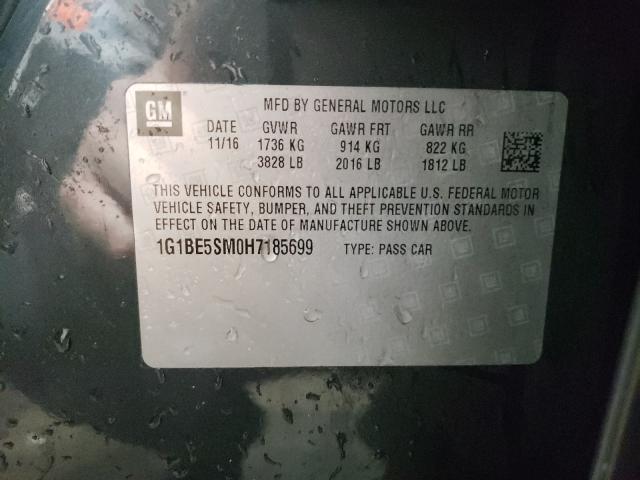 GM
MFD BY GENERAL MOTORS LLC
DATE GVWR GAWR FRT GAWR RR
11/16 1736 KG 914 KG 822 KG
3828 LB 2016 LB 1812 LB
THIS VEHICLE CONFORMS TO ALL APPLICABLE U.S. FEDERAL MOTOR
VEHICLE SAFETY, BUMPER, AND THEFT PREVENTION STANDARDS IN
EFFECT ON THE DATE OF MANUFACTURE SHOWN ABOVE.
1G1BE5SM0H7185699 TYPE: PASS CAR